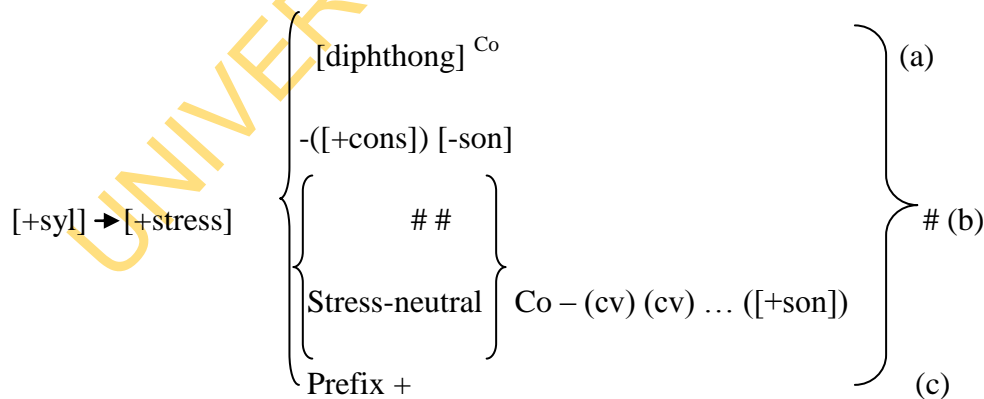 [diphthong] Co (a)
-([+cons]) [-son]
[+syl] → [+stress] # # # (b)
Stress-neutral Co – (cv) (cv) … ([+son])
Prefix + (c)
UNIVER